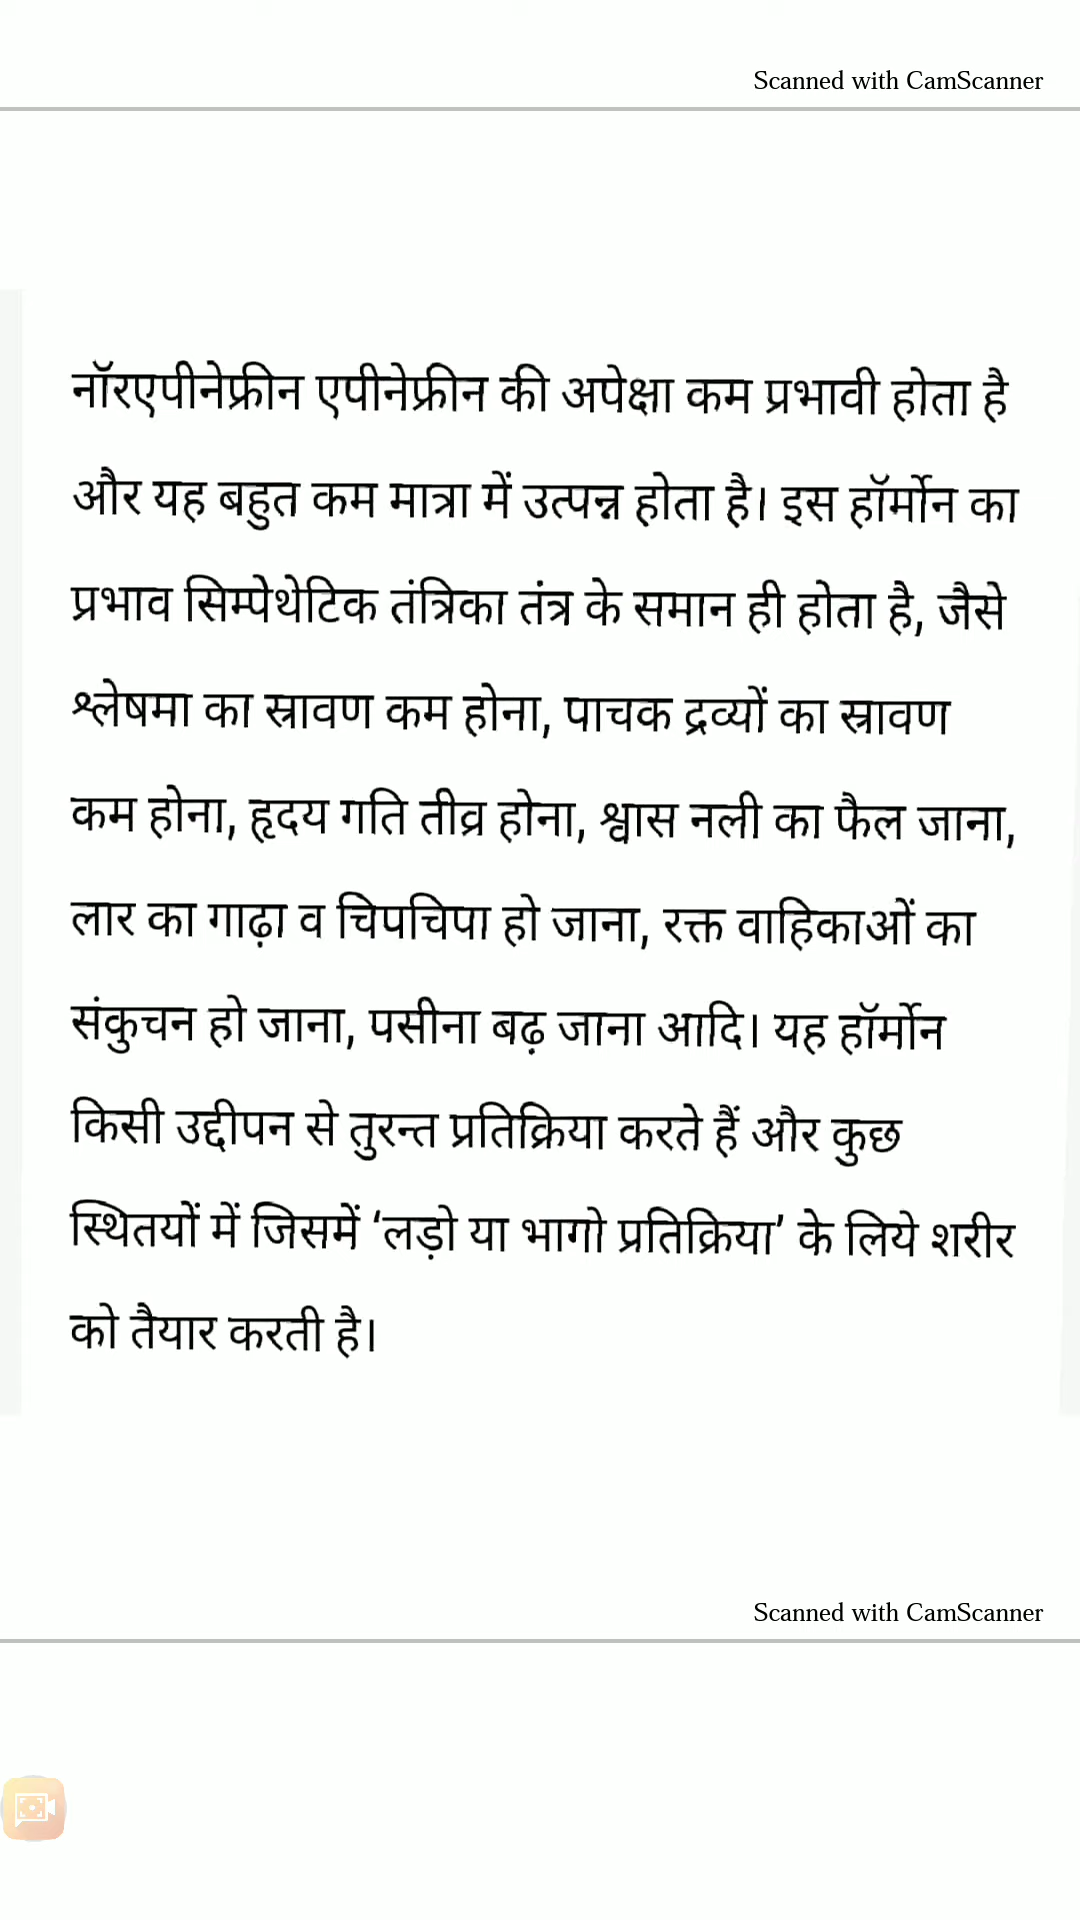 Scanned with CamScanner
नॉरएपीनेफ्रीन एपीनेफ्रीन की अपेक्षा कम प्रभावी होता है
और यह बहुत कम मात्रा में उत्पन्न होता है। इस हॉर्मोन का
प्रभाव सिम्पेथेटिक तंत्रिका तंत्र के समान ही होता है, जैसे
श्लेषमा का स्रावण कम होना, पाचक द्रव्यों का स्रावण
कम होना, हृदय गति तीव्र होना, श्वास नली का फैल जाना,
लार का गाढ़ा व चिपचिपा हो जाना, रक्त वाहिकाओं का
संकुचन हो जाना, पसीना बढ़ जाना आदि। यह हॉर्मोन
किसी उद्दीपन से तुरन्त प्रतिक्रिया करते हैं और कुछ
स्थितयों में जिसमें ‘लड़ो या भागो प्रतिक्रिया’ के लिये शरीर
को तैयार करती है।
Scanned with CamScanner